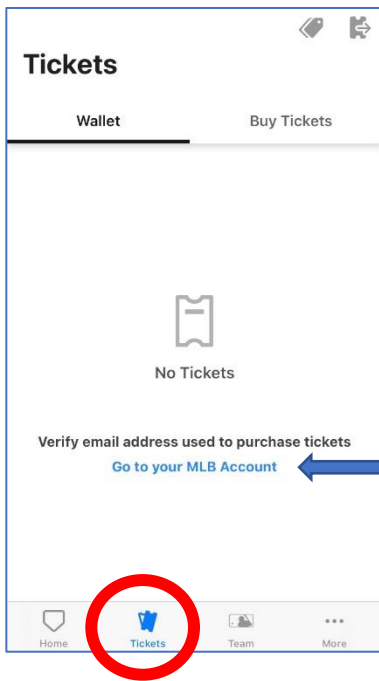 Tickets
Wallet Buy Tickets
No Tickets
Verify email address used to purchase tickets
Go to your MLB Account
Home Tickets Team More